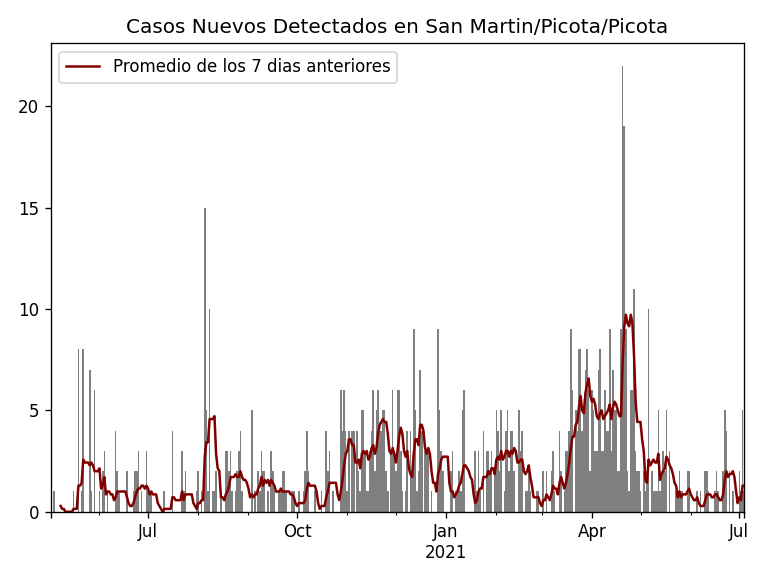 Casos Nuevos Detectados en San Martin/Picota/Picota
Promedio de los 7 dias anteriores
20
15
10
5
0
Jul
Oct
Jan
2021
Apr
Jul